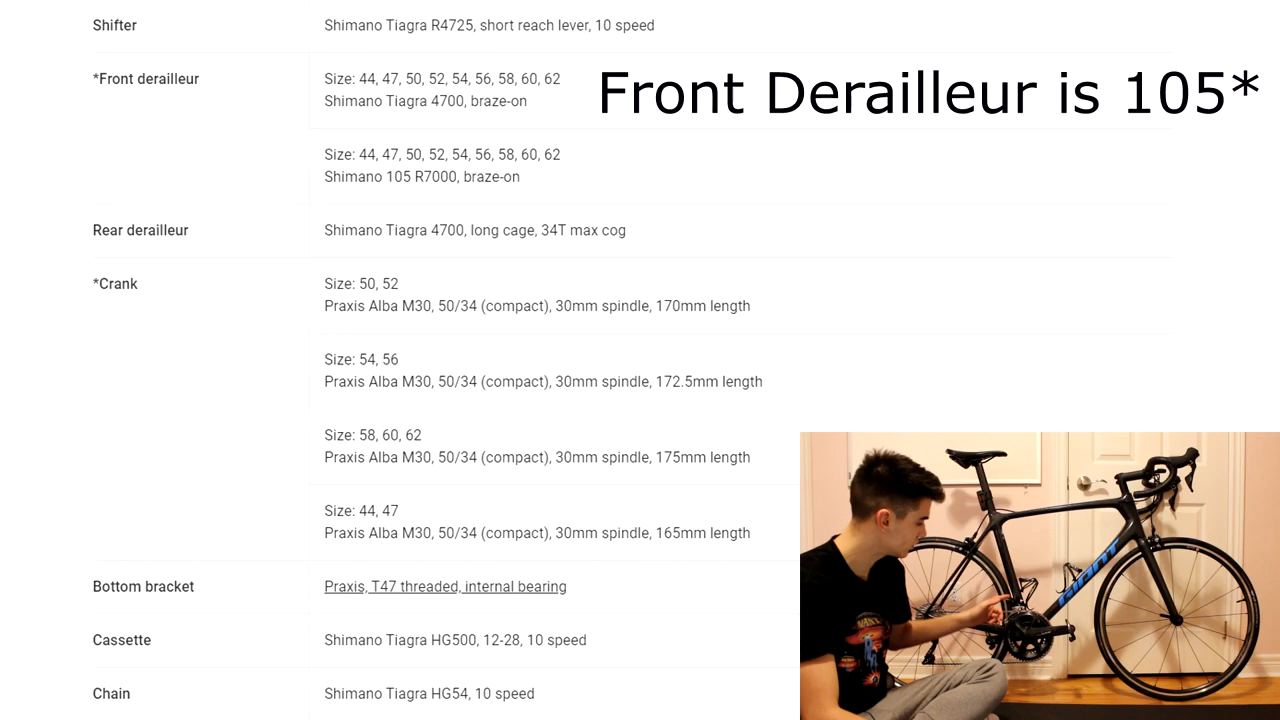 Shifter
Shimano Tiagra R4725, short reach lever, 10 speed
*Front derailleur
Size: 44, 47, 50, 52, 54, 56, 58, 60, 62
Shimano Tiagra 4700, braze-on
Front Derailleur is 105*
Size: 44, 47, 50, 52, 54, 56, 58, 60, 62
Shimano 105 R7000, braze-on
Rear derailleur
Shimano Tiagra 4700, long cage, 34T max cog
*Crank
Size: 50, 52
Praxis Alba M30, 50/34 (compact), 30mm spindle, 170mm length
Size: 54, 56
Praxis Alba M30, 50/34 (compact), 30mm spindle, 172.5mm length
Size: 58, 60, 62
Praxis Alba M30, 50/34 (compact), 30mm spindle, 175mm length
Size: 44, 47
Praxis Alba M30, 50/34 (compact), 30mm spindle, 165mm length
Bottom bracket
Praxis, T47 threaded, internal bearing
Cassette
Shimano Tiagra HG500, 12-28, 10 speed
Chain
Shimano Tiagra HG54, 10 speed
GIANT